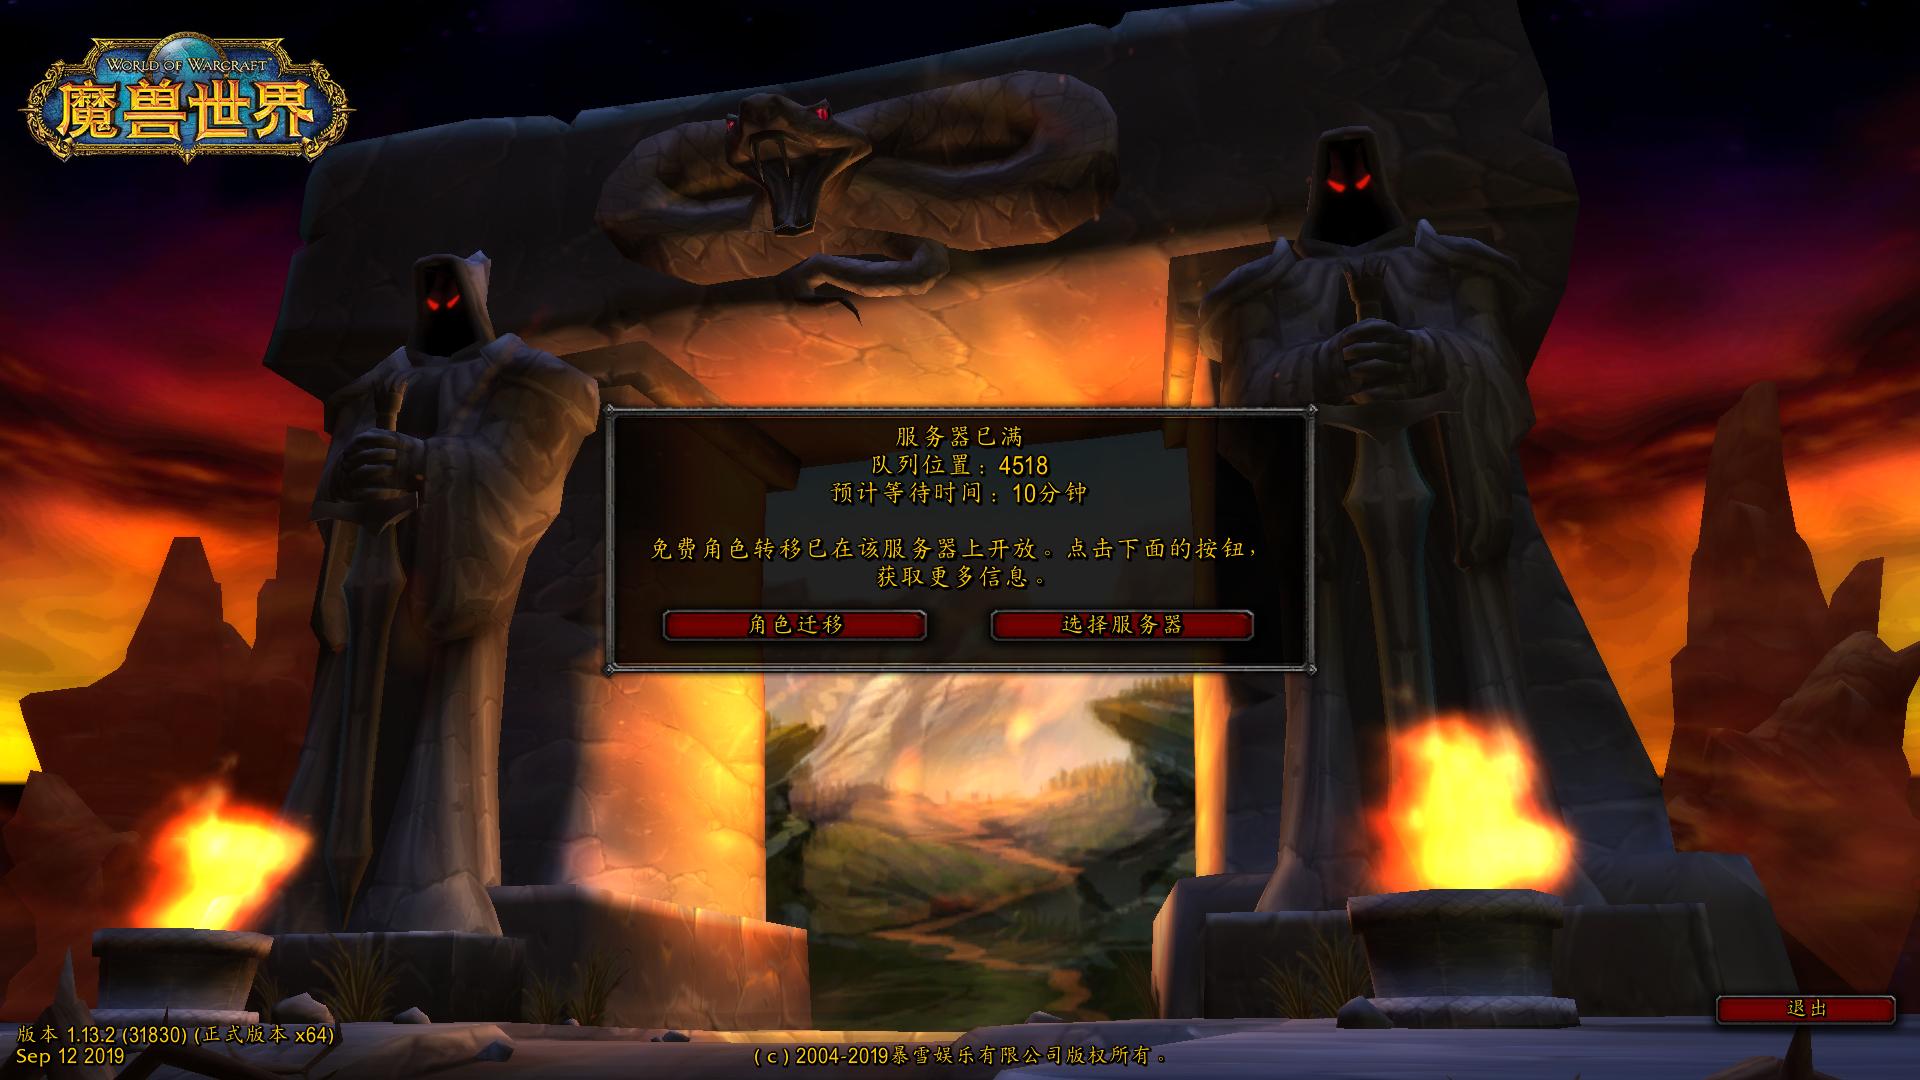 WORLD OF WARCRAFT
魔兽世界
服务器已满
队列位置：4518
预计等待时间：10分钟
免费角色转移已在该服务器上开放。点击下面的按钮，
获取更多信息。
角色迁移
选择服务器
退出
版本 1.13.2 (31830) (正式版本 x64)
Sep 12 2019
(c) 2004-2019暴雪娱乐有限公司版权所有。